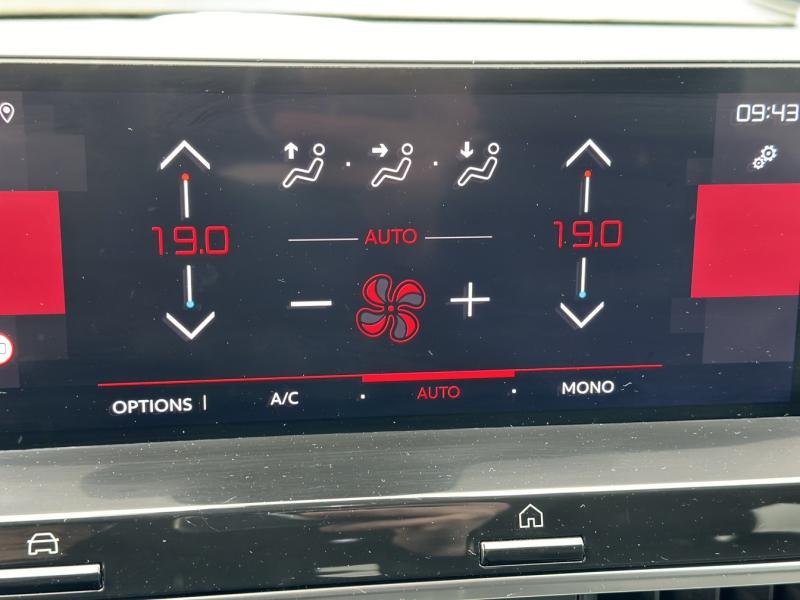 09:43
19.0
AUTO
19.0
OPTIONS | A/C · AUTO · MONO